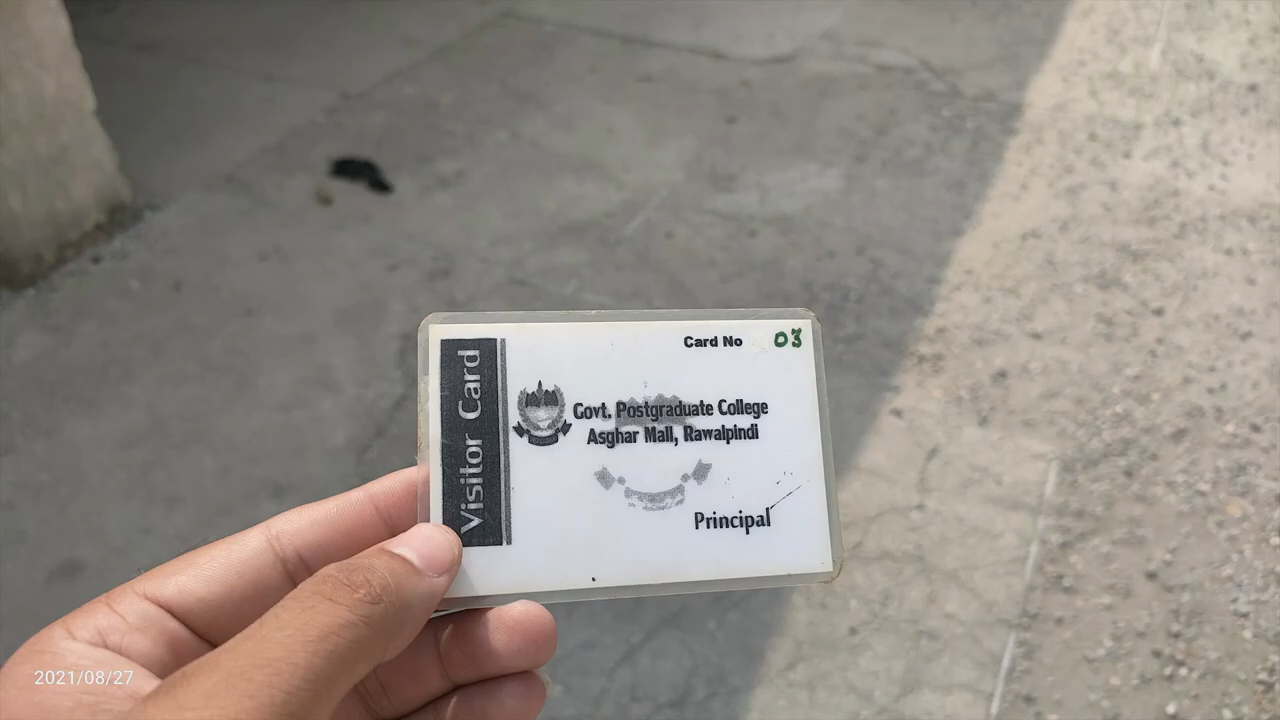 Card No 03
Visitor Card
Govt. Postgraduate College
Asghar Mall, Rawalpindi
Principal
2021/08/27